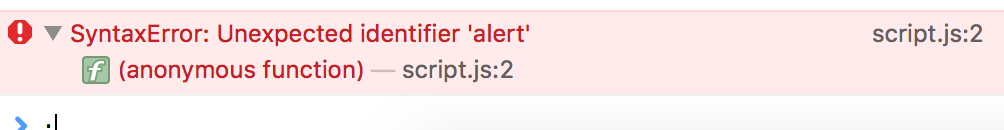 SyntaxError: Unexpected identifier 'alert' script.js:2
f (anonymous function) — script.js:2